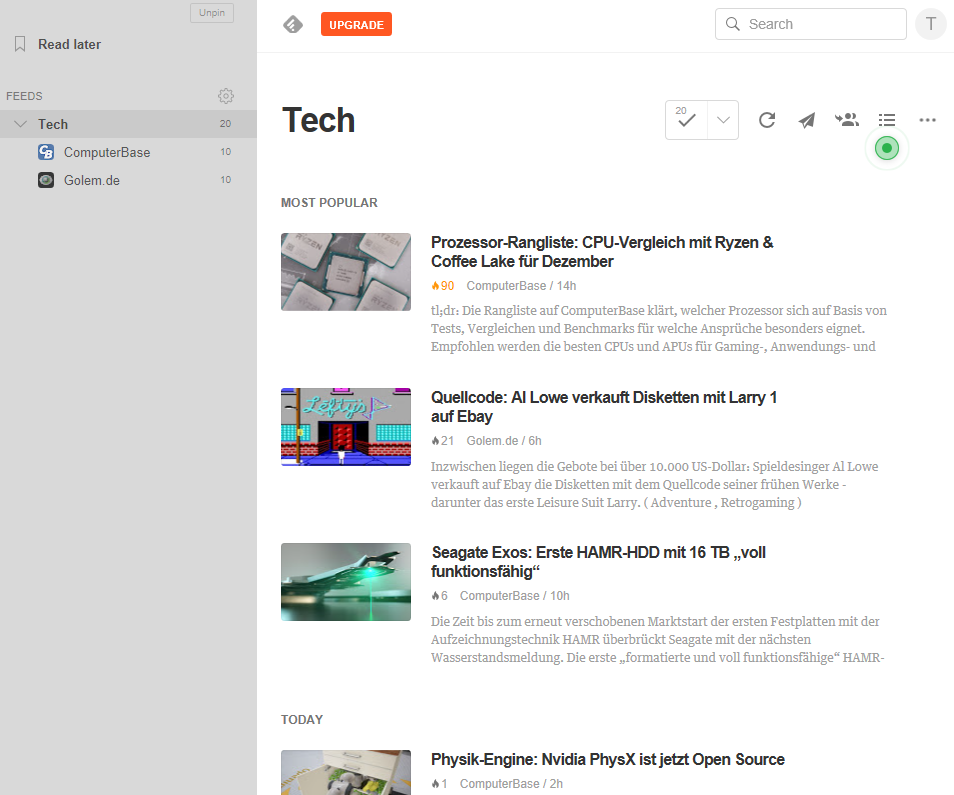 Unpin
Read later
FEEDS
Tech 20
ComputerBase 10
Golem.de 10
UPGRADE
Search
T
Tech
20
MOST POPULAR
RYZEN
Prozessor-Rangliste: CPU-Vergleich mit Ryzen &
Coffee Lake für Dezember
90 ComputerBase / 14h
tl;dr: Die Rangliste auf ComputerBase klärt, welcher Prozessor sich auf Basis von
Tests, Vergleichen und Benchmarks für welche Ansprüche besonders eignet.
Empfohlen werden die besten CPUs und APUs für Gaming-, Anwendungs- und
Lefty's
Quellcode: Al Lowe verkauft Disketten mit Larry 1
auf Ebay
21 Golem.de / 6h
Inzwischen liegen die Gebote bei über 10.000 US-Dollar: Spieldesigner Al Lowe
verkauft auf Ebay die Disketten mit dem Quellcode seiner frühen Werke -
darunter das erste Leisure Suit Larry. ( Adventure , Retrogaming )
Seagate Exos: Erste HAMR-HDD mit 16 TB „voll
funktionsfähig“
6 ComputerBase / 10h
Die Zeit bis zum erneut verschobenen Marktstart der ersten Festplatten mit der
Aufzeichnungstechnik HAMR überbrückt Seagate mit der nächsten
Wasserstandsmeldung. Die erste „formatierte und voll funktionsfähige“ HAMR-
TODAY
Physik-Engine: Nvidia PhysX ist jetzt Open Source
1 ComputerBase / 2h